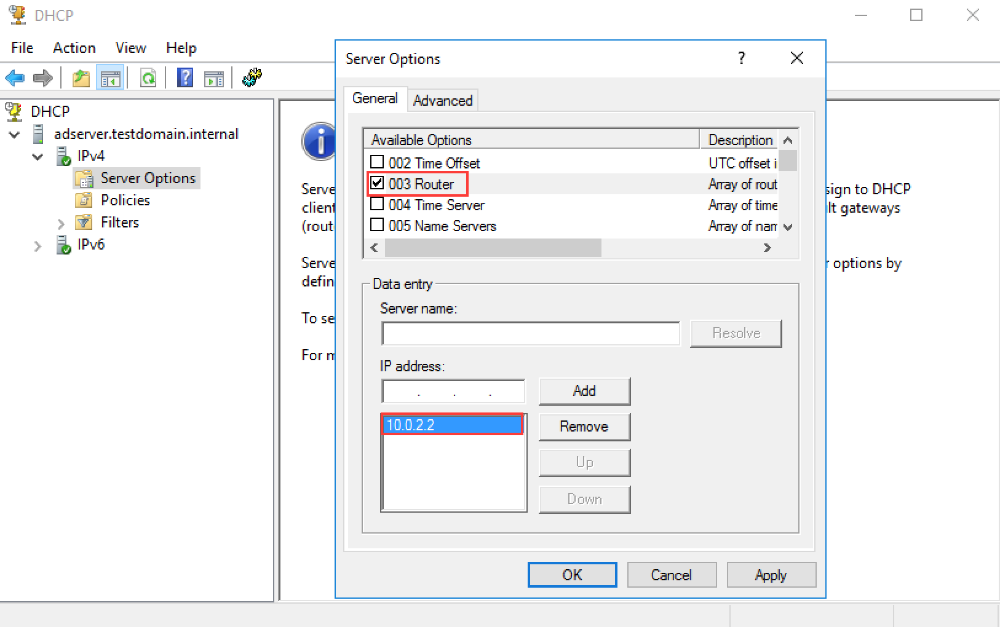 DHCP
File Action View Help
DHCP
adserver.testdomain.internal
IPv4
Server Options
Policies
Filters
IPv6
Serve
client
(rout
Serve
defin
To se
For m
sign to DHCP
lt gateways
r options by
Server Options
General Advanced
Available Options Description
002 Time Offset UTC offset i
003 Router Array of rout
004 Time Server Array of time
005 Name Servers Array of nam
Data entry
Server name:
Resolve
IP address:
. . .
Add
10.0.2.2
Remove
Up
Down
OK Cancel Apply